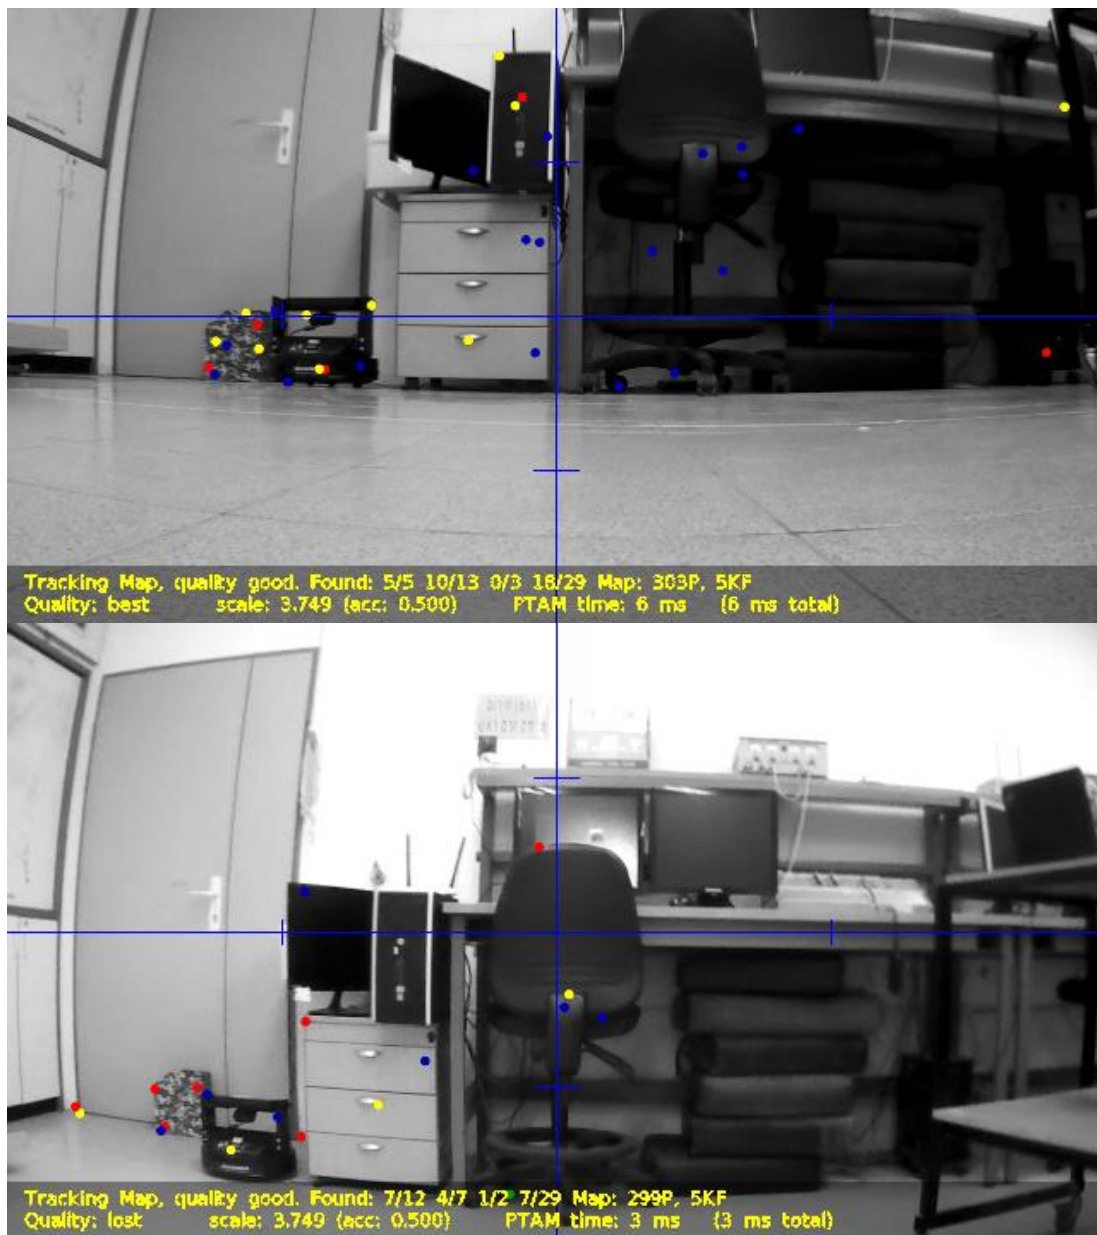 Tracking Map, quality good. Found: 5/5 10/13 0/3 16/29 Map: 303P, 5KF
Quality: best scale: 3.749 (acc: 0.500) PTAM time: 6 ms (6 ms total)
Tracking Map, quality good. Found: 7/12 4/7 1/2 7/29 Map: 299P, 5KF
Quality: lost scale: 3.749 (acc: 0.500) PTAM time: 3 ms (3 ms total)